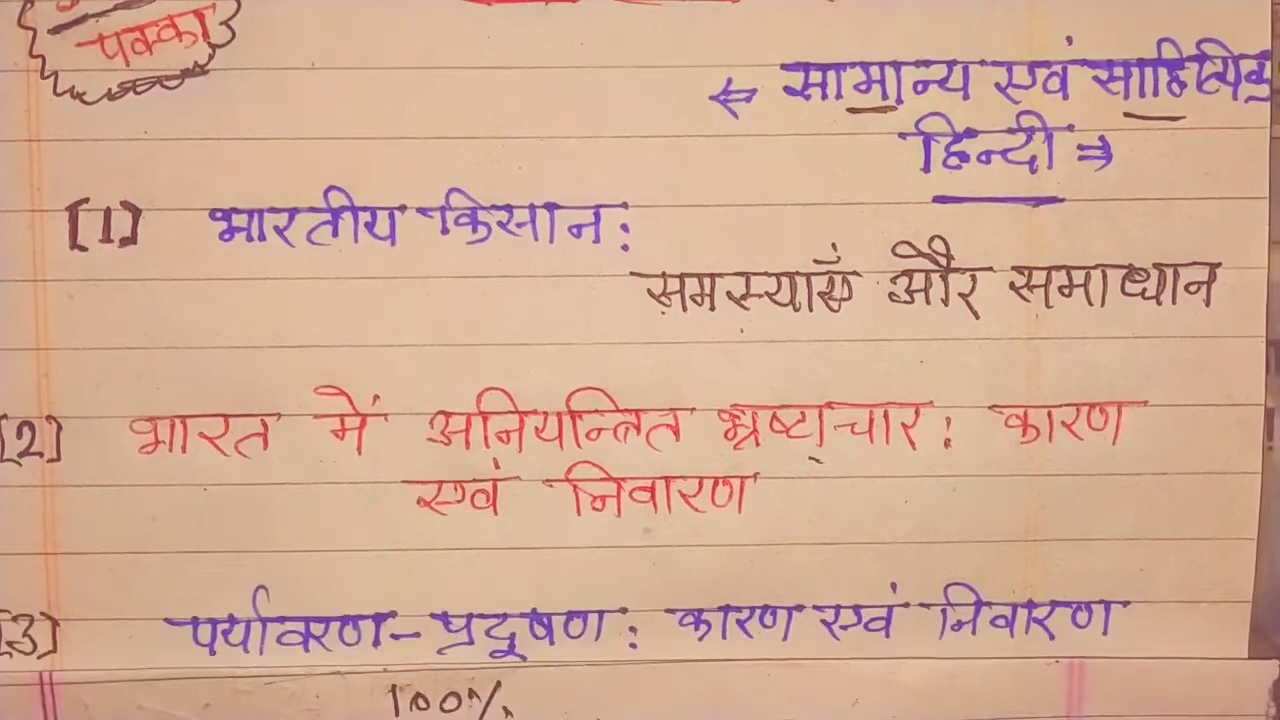 पक्का
← सामान्य एवं साहित्यिक
हिन्दी ⇒
[1] भारतीय किसान:
समस्याएँ और समाधान
[2] भारत में अनियन्त्रित भ्रष्टाचार: कारण
एवं निवारण
[3] पर्यावरण-प्रदूषण: कारण एवं निवारण
100%